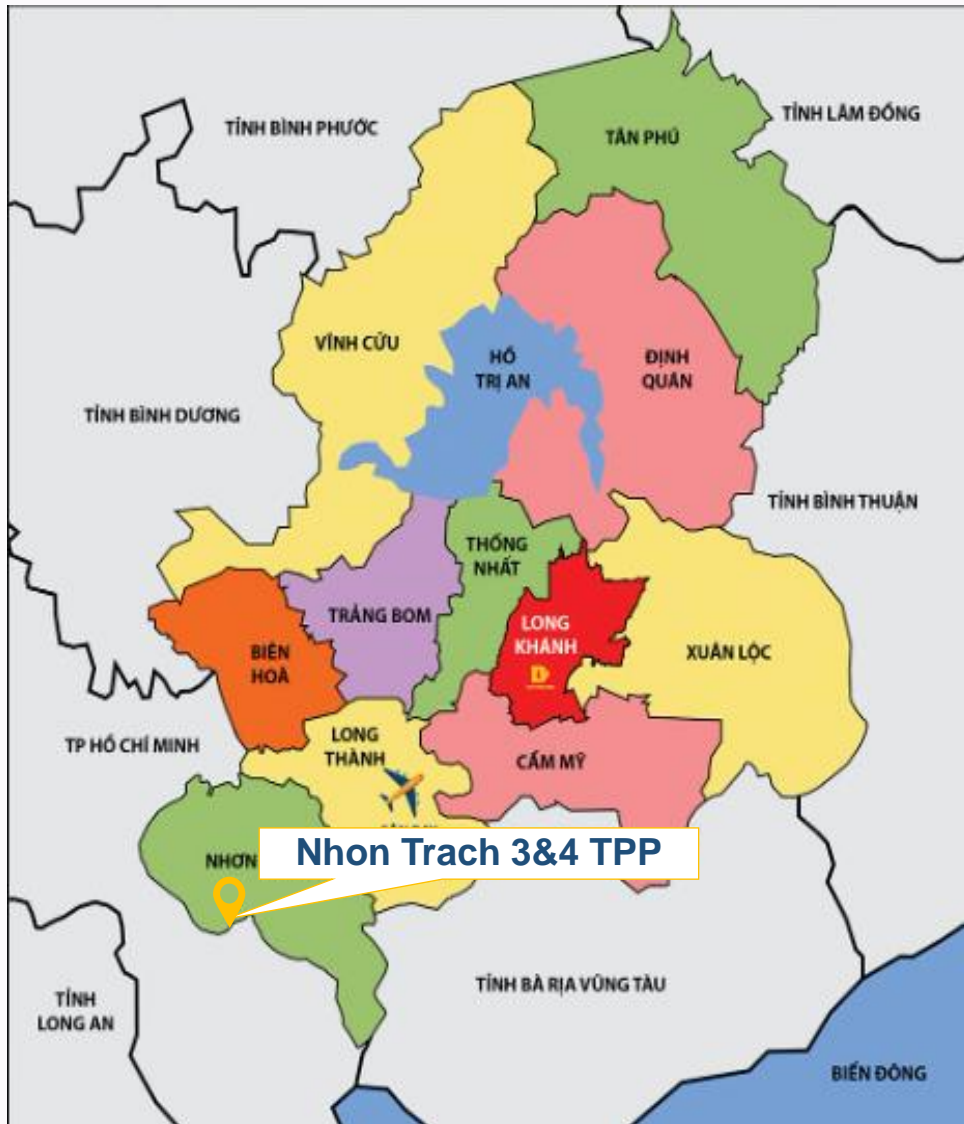 TỈNH BÌNH PHƯỚC
TỈNH LÂM ĐỒNG
TÂN PHÚ
VĨNH CỬU
HỒ
TRỊ AN
ĐỊNH
QUÁN
TỈNH BÌNH DƯƠNG
TỈNH BÌNH THUẬN
THỐNG
NHẤT
TRẢNG BOM
LONG
KHÁNH
D
XUÂN LỘC
BIÊN
HOÀ
TP HỒ CHÍ MINH
LONG
THÀNH
CẨM MỸ
NHƠN
Nhon Trach 3&4 TPP
TỈNH BÀ RỊA VŨNG TÀU
TỈNH
LONG AN
BIỂN ĐÔNG